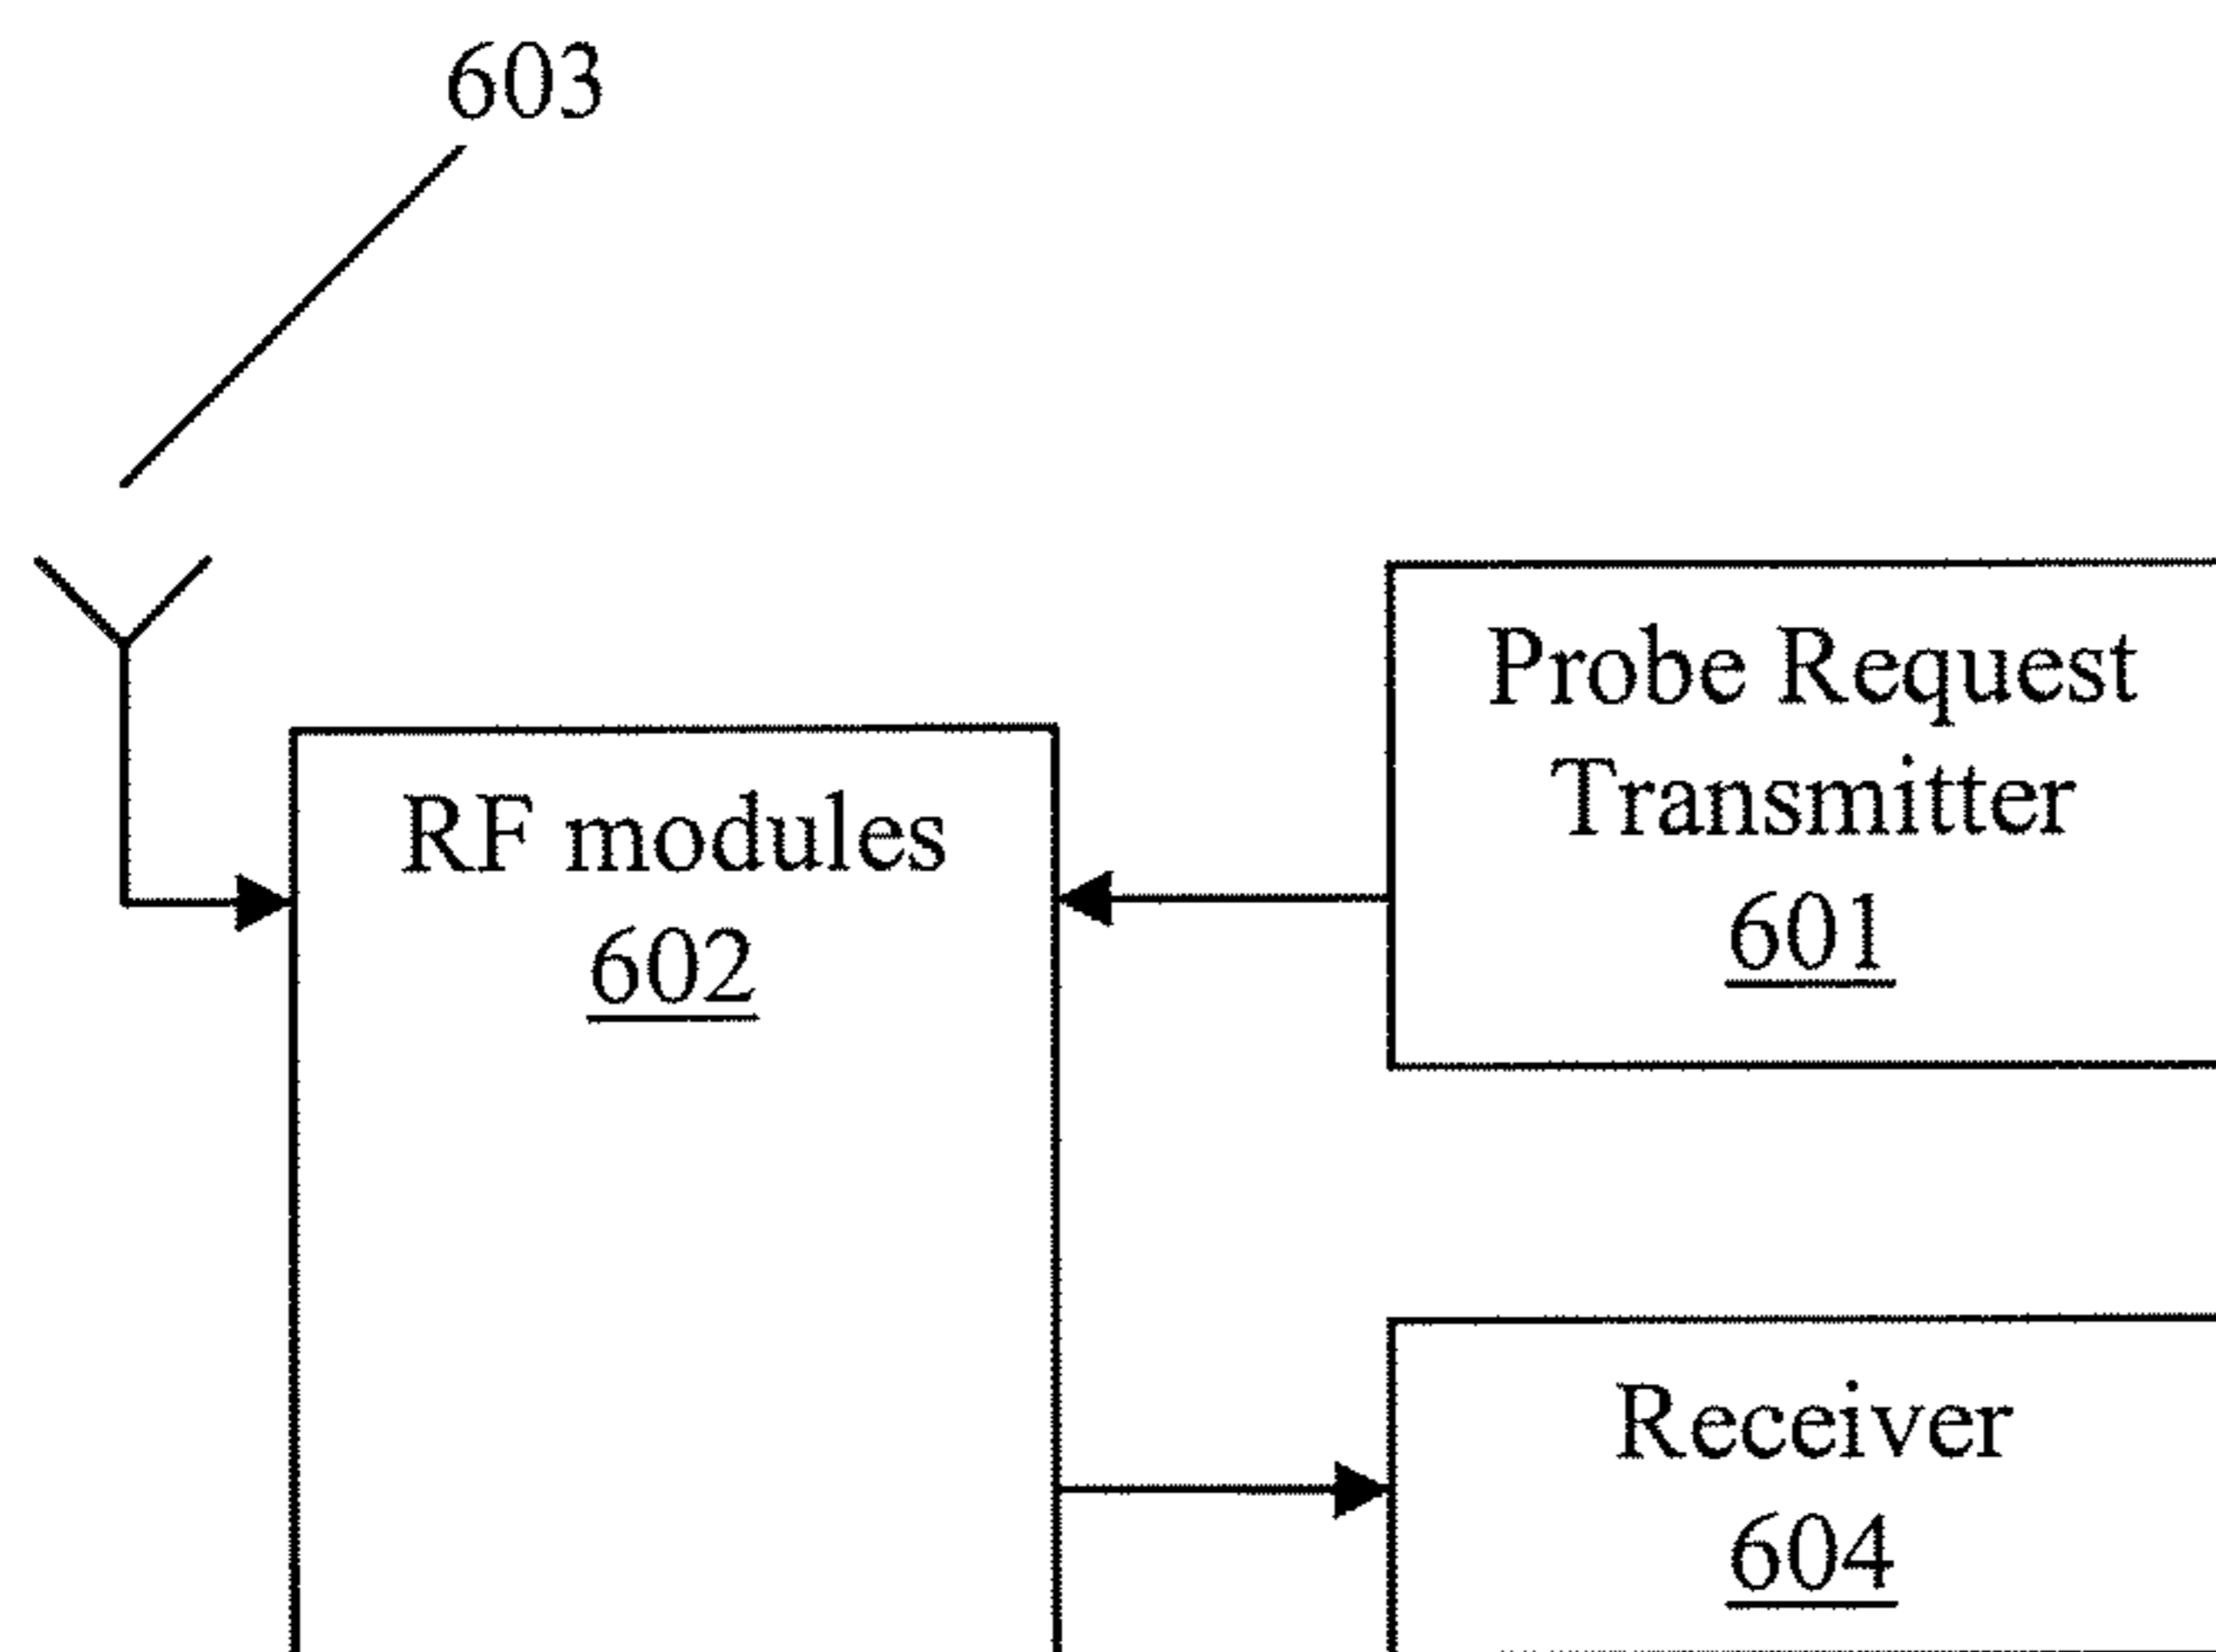 603
Probe Request
Transmitter
601
RF modules
602
Receiver
604